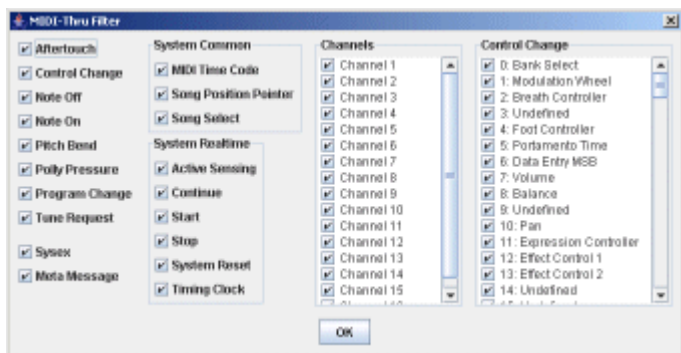 MIDI-Thru Filter
Aftertouch
Control Change
Note Off
Note On
Pitch Bend
Polly Pressure
Program Change
Tune Request
Sysex
Meta Message
System Common
MIDI Time Code
Song Position Pointer
Song Select
System Realtime
Active Sensing
Continue
Start
Stop
System Reset
Timing Clock
Channels
Channel 1
Channel 2
Channel 3
Channel 4
Channel 5
Channel 6
Channel 7
Channel 8
Channel 9
Channel 10
Channel 11
Channel 12
Channel 13
Channel 14
Channel 15
Control Change
0: Bank Select
1: Modulation Wheel
2: Breath Controller
3: Undefined
4: Foot Controller
5: Portamento Time
6: Data Entry MSB
7: Volume
8: Balance
9: Undefined
10: Pan
11: Expression Controller
12: Effect Control 1
13: Effect Control 2
14: Undefined
OK